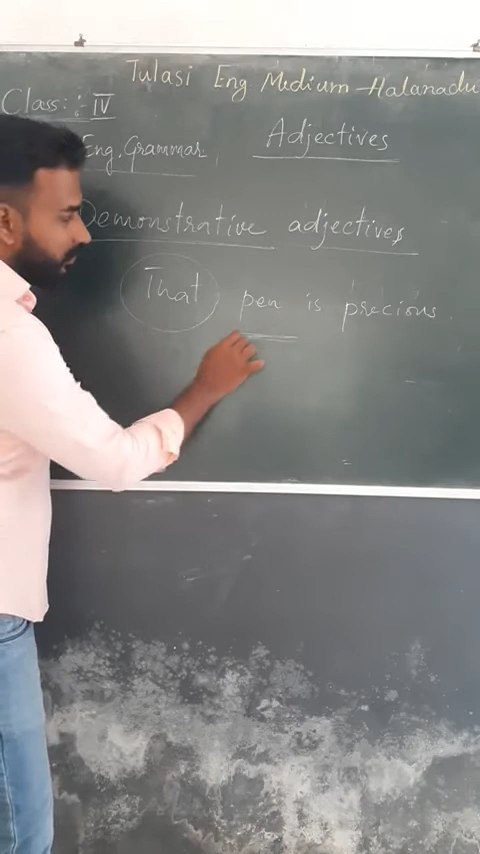 Tulasi Eng Medium - Halanadu
Class: :- IV
Eng. Grammar, Adjectives
Demonstrative adjectives
That pen is precious.